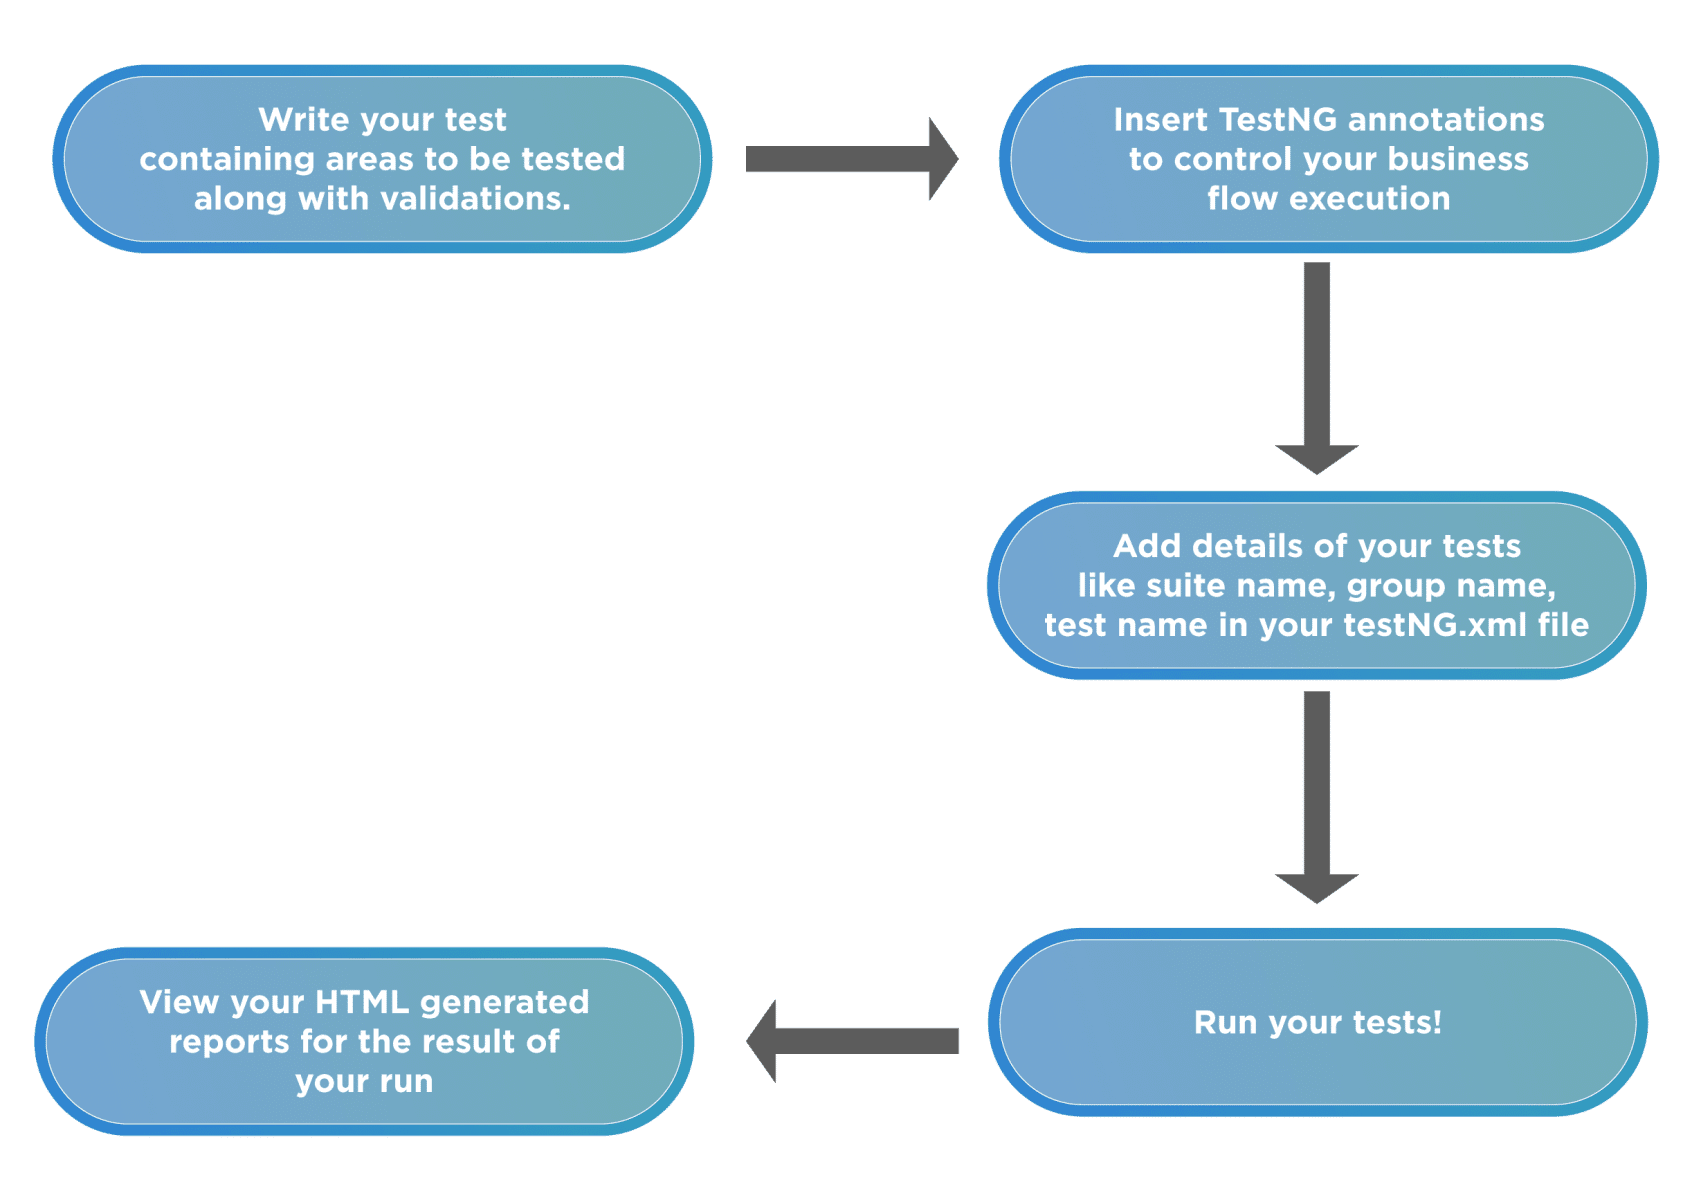 Write your test
containing areas to be tested
along with validations.
Insert TestNG annotations
to control your business
flow execution
Add details of your tests
like suite name, group name,
test name in your testNG.xml file
Run your tests!
View your HTML generated
reports for the result of
your run